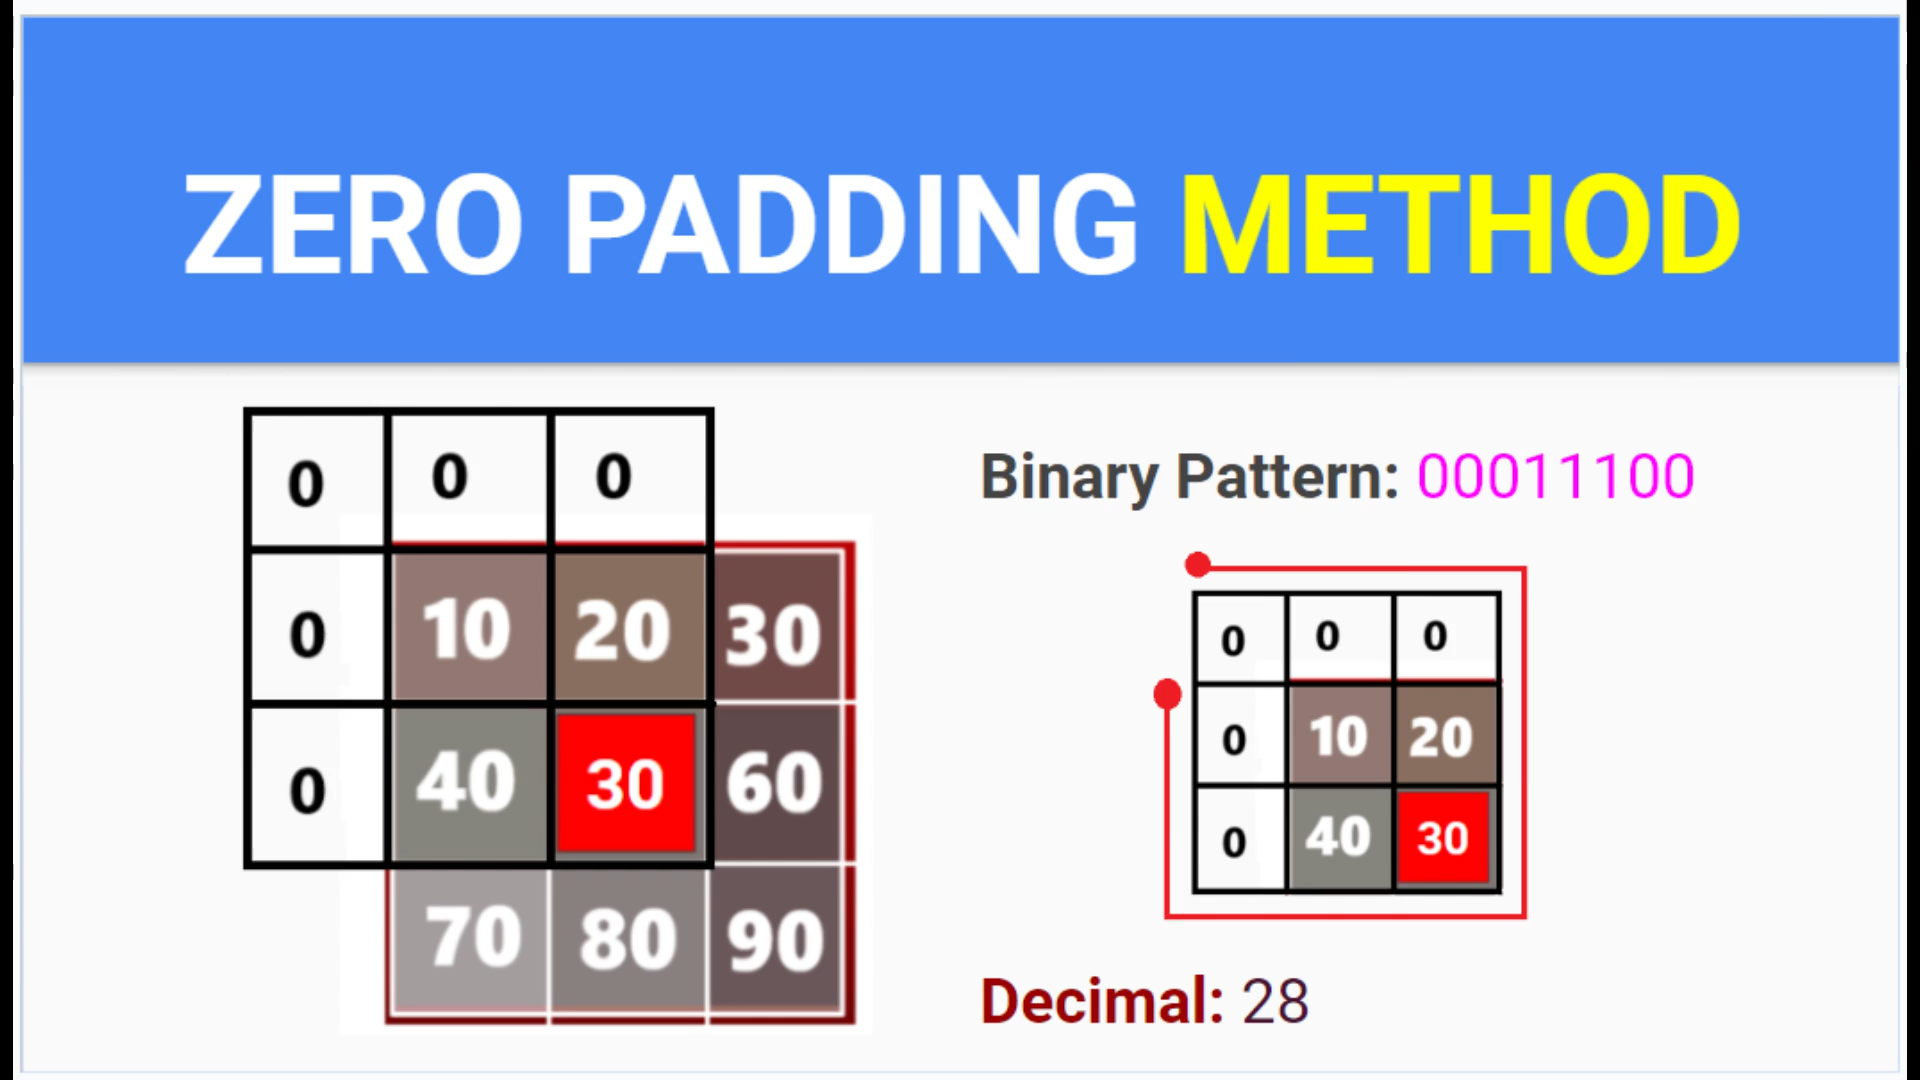 ZERO PADDING METHOD
0 0 0
0 10 20 30
0 40 30 60
70 80 90
Binary Pattern: 00011100
0 0 0
0 10 20
0 40 30
Decimal: 28